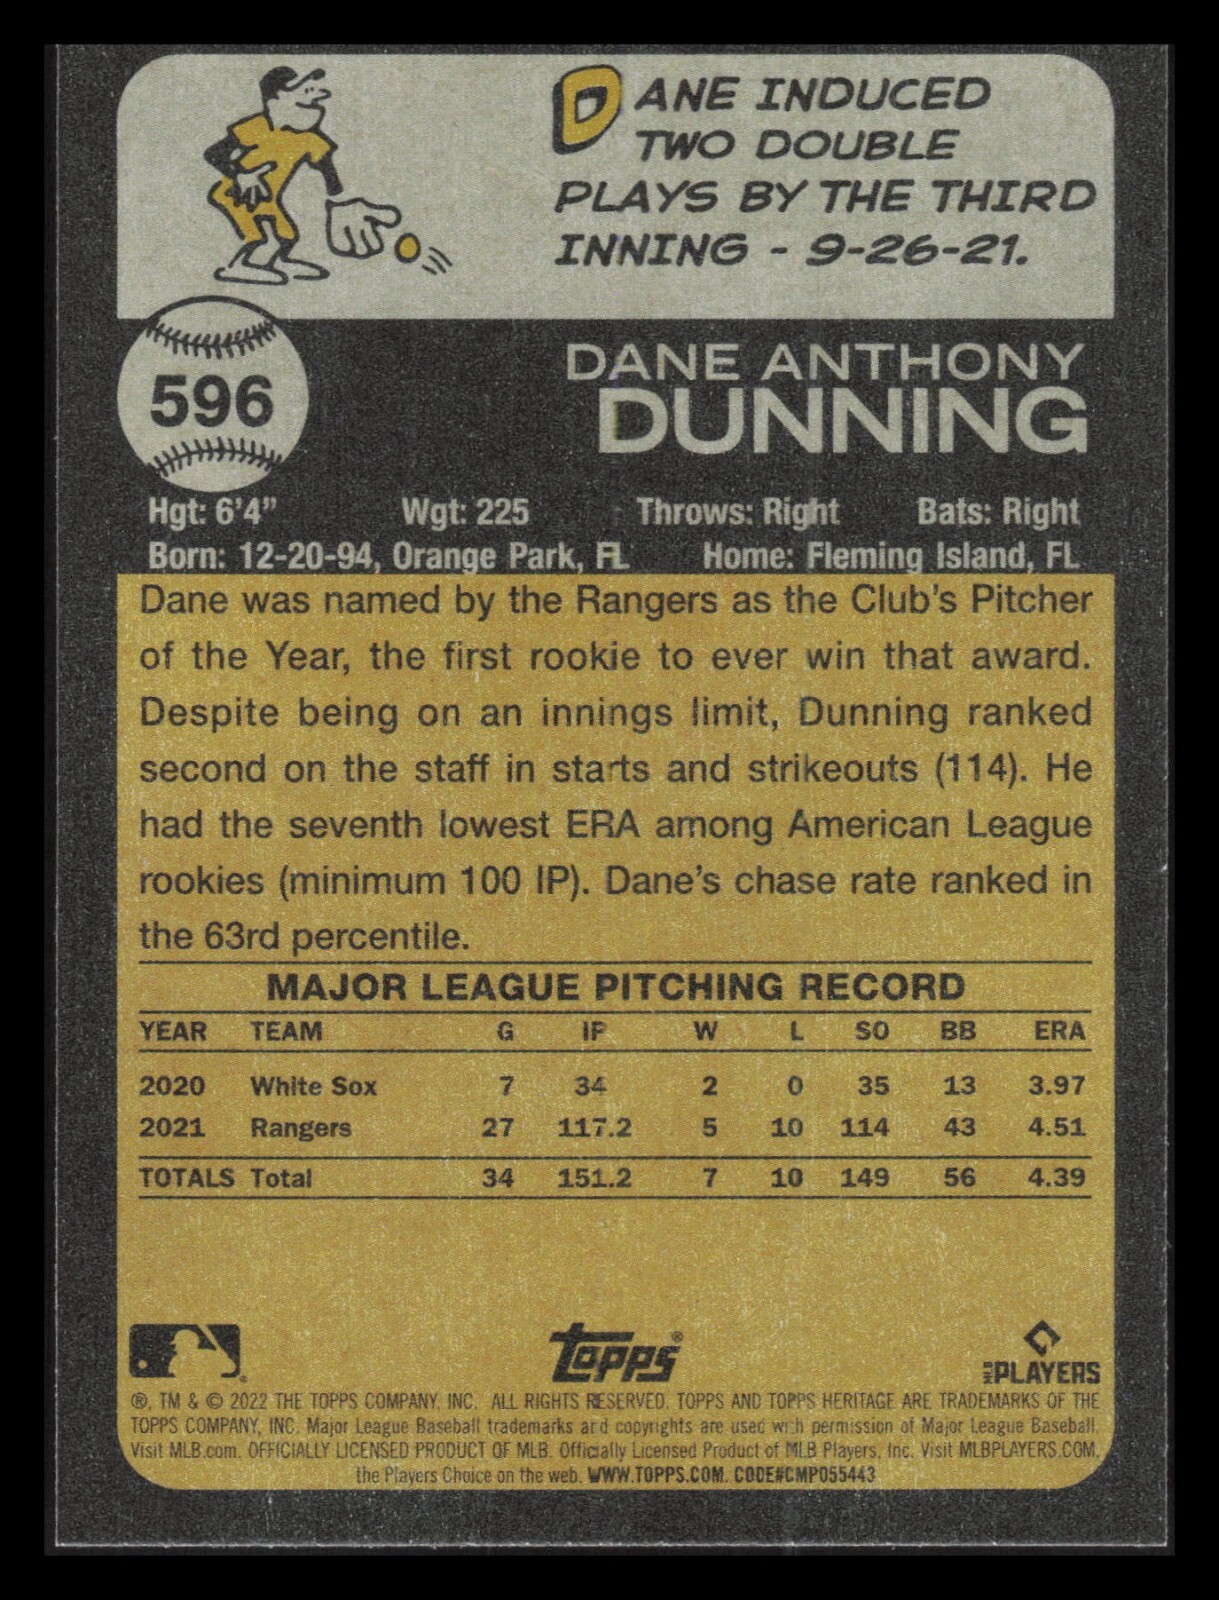 DANE INDUCED
TWO DOUBLE
PLAYS BY THE THIRD
INNING - 9-26-21.
596
DANE ANTHONY
DUNNING
Hgt: 6'4" Wgt: 225 Throws: Right Bats: Right
Born: 12-20-94, Orange Park, FL Home: Fleming Island, FL
Dane was named by the Rangers as the Club's Pitcher
of the Year, the first rookie to ever win that award.
Despite being on an innings limit, Dunning ranked
second on the staff in starts and strikeouts (114). He
had the seventh lowest ERA among American League
rookies (minimum 100 IP). Dane's chase rate ranked in
the 63rd percentile.
MAJOR LEAGUE PITCHING RECORD
YEAR TEAM G IP W L SO BB ERA
2020 White Sox 7 34 2 0 35 13 3.97
2021 Rangers 27 117.2 5 10 114 43 4.51
TOTALS Total 34 151.2 7 10 149 56 4.39
Topps®
MLB PLAYERS
®, TM & © 2022 THE TOPPS COMPANY, INC. ALL RIGHTS RESERVED. TOPPS AND TOPPS HERITAGE ARE TRADEMARKS OF THE
TOPPS COMPANY, INC. Major League Baseball trademarks and copyrights are used with permission of Major League Baseball.
Visit MLB.com. OFFICIALLY LICENSED PRODUCT OF MLB. Officially Licensed Product of MLB Players, Inc. Visit MLBPLAYERS.COM,
the Players Choice on the web. WWW.TOPPS.COM. CODE#CMP055443